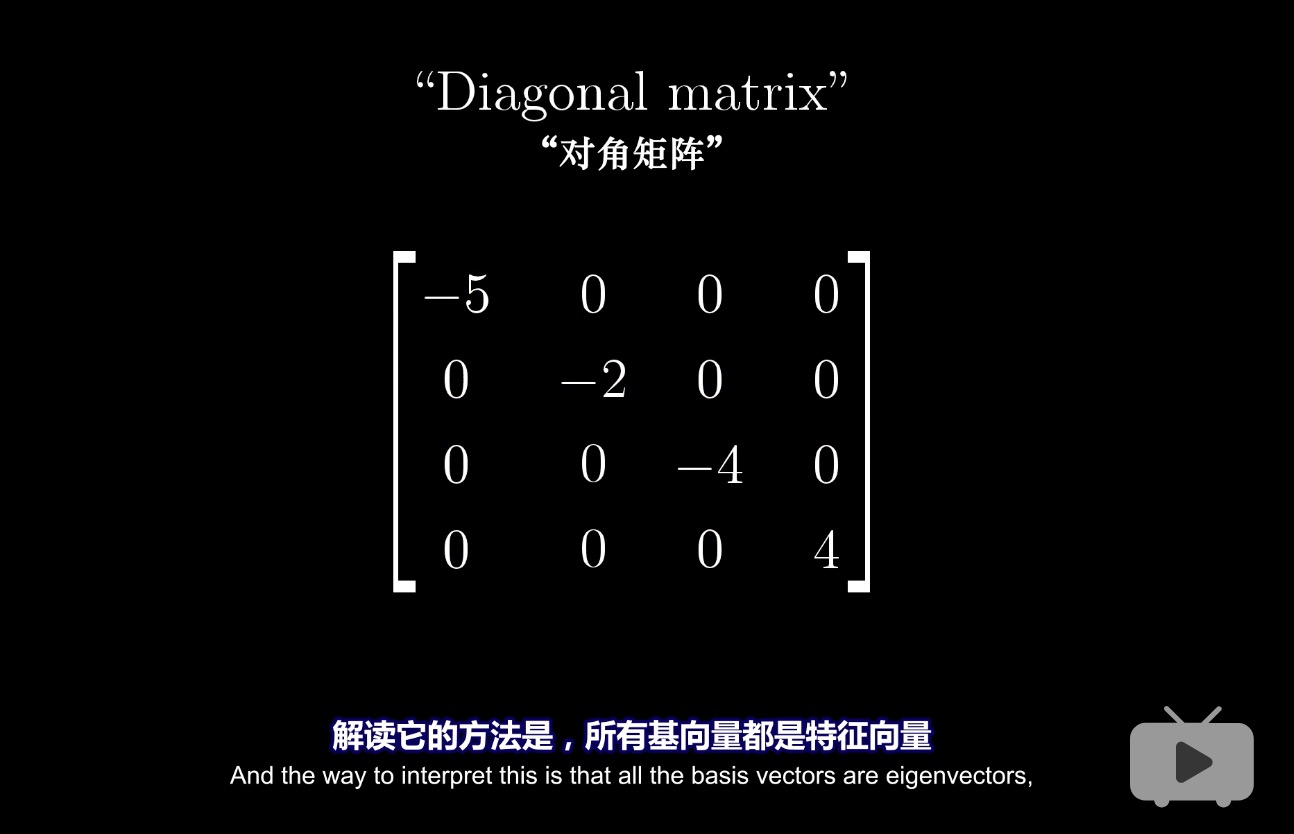 “Diagonal matrix”
“对角矩阵”
−5 0 0 0
0 −2 0 0
0 0 −4 0
0 0 0 4
解读它的方法是，所有基向量都是特征向量
And the way to interpret this is that all the basis vectors are eigenvectors,